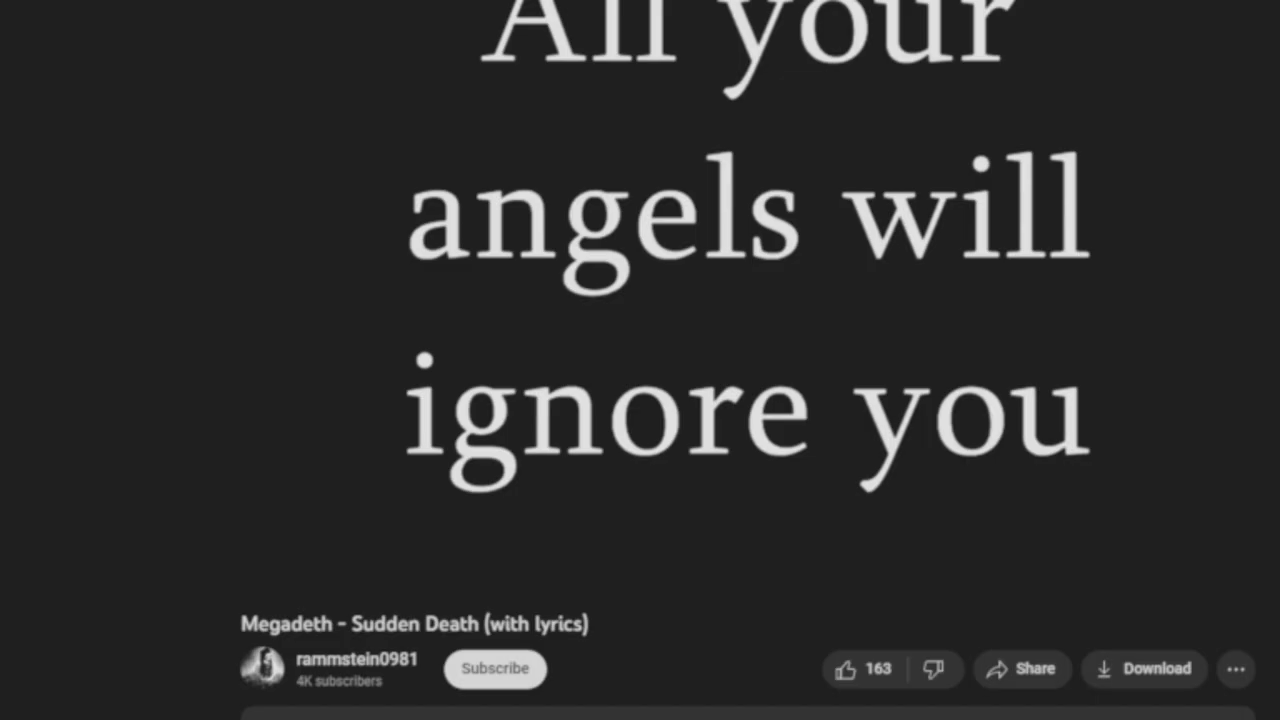 All your
angels will
ignore you
Megadeth - Sudden Death (with lyrics)
rammstein0981
4K subscribers
Subscribe
163
Share
Download